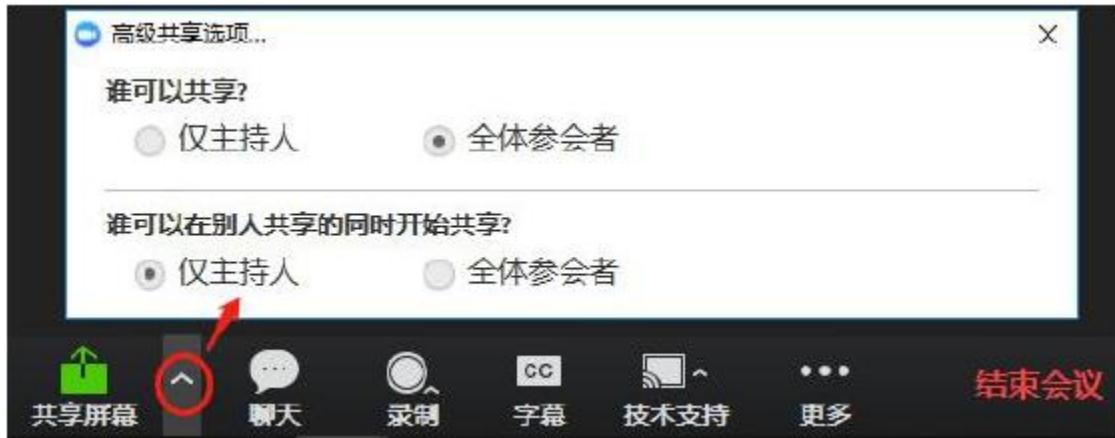 高级共享选项...
谁可以共享?
仅主持人 全体参会者
谁可以在别人共享的同时开始共享?
仅主持人 全体参会者
CC
共享屏幕 聊天 录制 字幕 技术支持 更多 结束会议